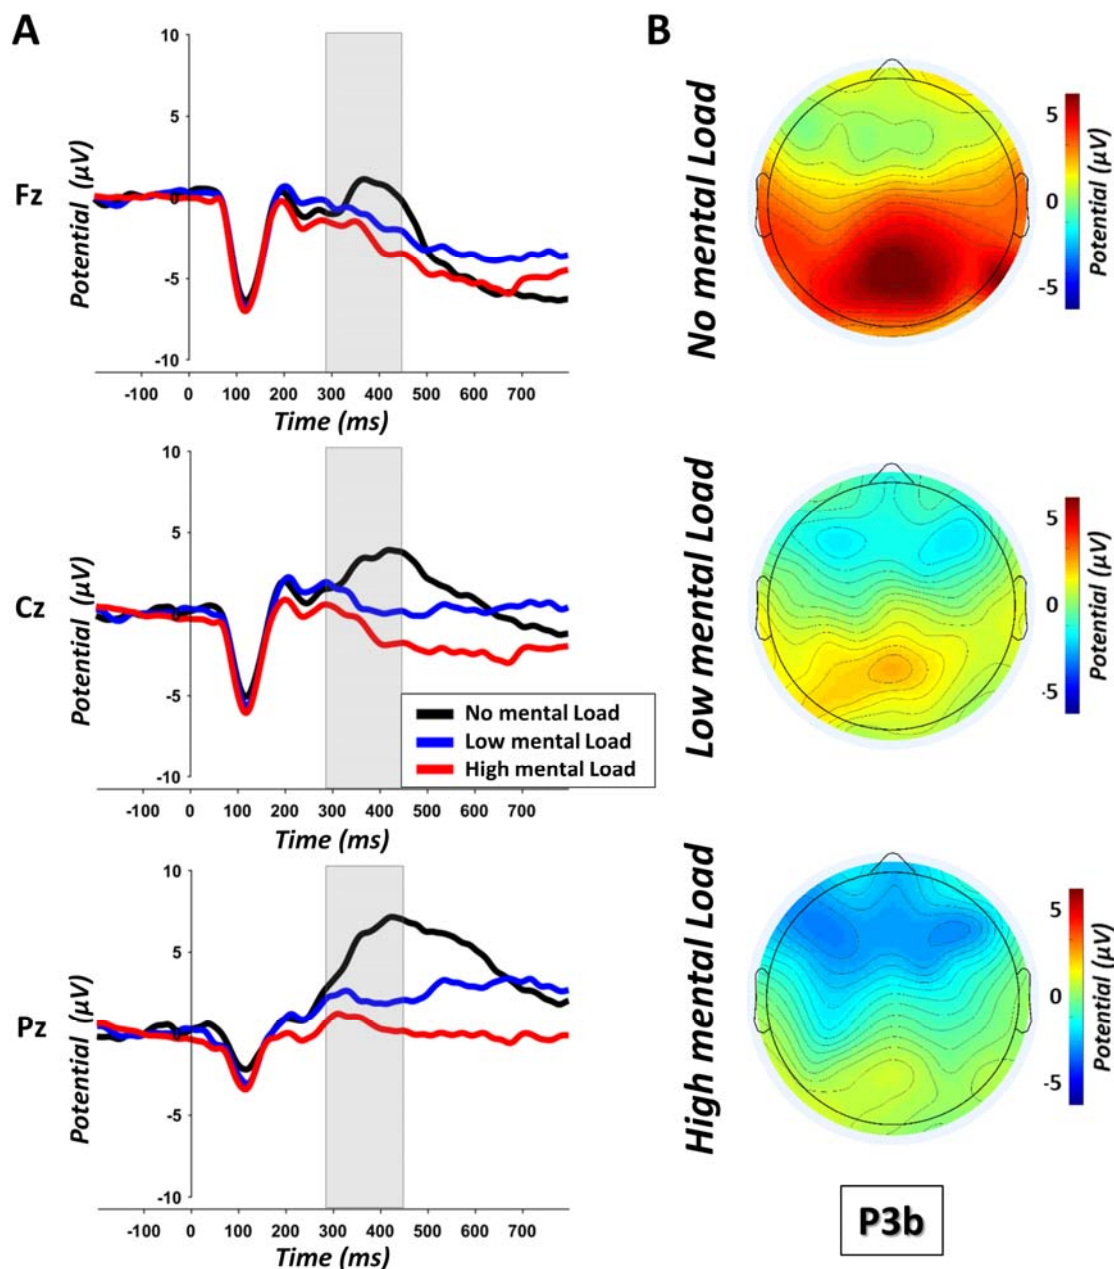 A
10
5
0
-5
-10
Potential (µV)
Fz
-100 0 100 200 300 400 500 600 700
Time (ms)
10
5
0
-5
-10
Potential (µV)
Cz
-100 0 100 200 300 400 500 600 700
Time (ms)
No mental Load
Low mental Load
High mental Load
10
5
0
-5
-10
Potential (µV)
Pz
-100 0 100 200 300 400 500 600 700
Time (ms)
B
No mental Load
5
0
-5
Potential (µV)
Low mental Load
5
0
-5
Potential (µV)
High mental Load
5
0
-5
Potential (µV)
P3b